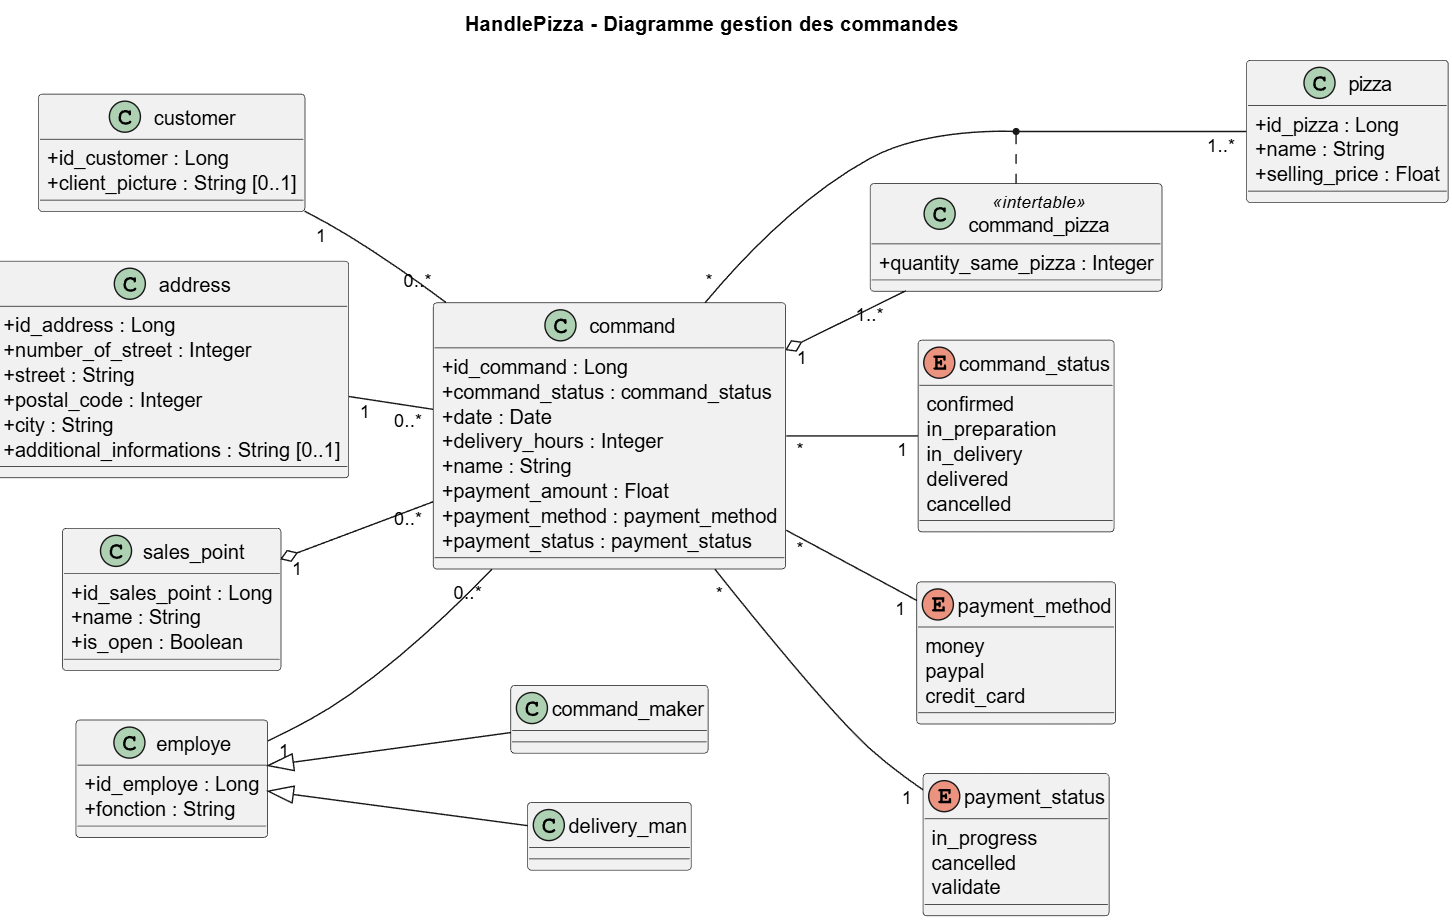 HandlePizza - Diagramme gestion des commandes
C customer
+id_customer : Long
+client_picture : String [0..1]
1
0..*
C address
+id_address : Long
+number_of_street : Integer
+street : String
+postal_code : Integer
+city : String
+additional_informations : String [0..1]
1
0..*
C sales_point
+id_sales_point : Long
+name : String
+is_open : Boolean
1
0..*
C employe
+id_employe : Long
+fonction : String
1
0..*
C command_maker
C delivery_man
C command
+id_command : Long
+command_status : command_status
+date : Date
+delivery_hours : Integer
+name : String
+payment_amount : Float
+payment_method : payment_method
+payment_status : payment_status
*
1..*
C pizza
+id_pizza : Long
+name : String
+selling_price : Float
«intertable»
C command_pizza
+quantity_same_pizza : Integer
1..*
1
E command_status
confirmed
in_preparation
in_delivery
delivered
cancelled
*
1
E payment_method
money
paypal
credit_card
*
1
E payment_status
in_progress
cancelled
validate
*
1